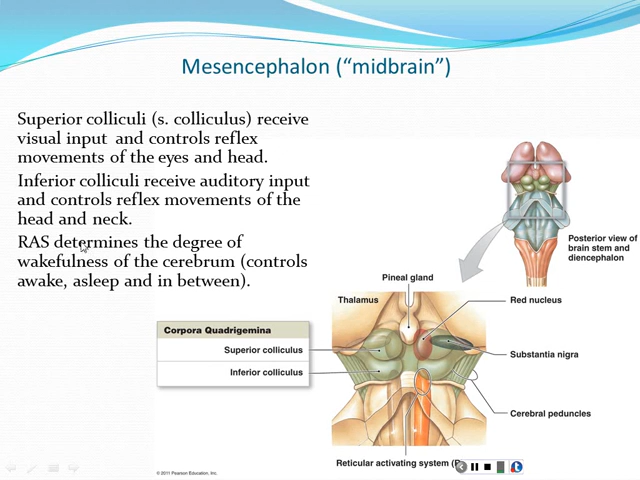 Mesencephalon ("midbrain")
Superior colliculi (s. colliculus) receive
visual input and controls reflex
movements of the eyes and head.
Inferior colliculi receive auditory input
and controls reflex movements of the
head and neck.
RAS determines the degree of
wakefulness of the cerebrum (controls
awake, asleep and in between).
Posterior view of
brain stem and
diencephalon
Pineal gland
Thalamus
Red nucleus
Corpora Quadrigemina
Superior colliculus
Substantia nigra
Inferior colliculus
Cerebral peduncles
Reticular activating system
© 2011 Pearson Education, Inc.